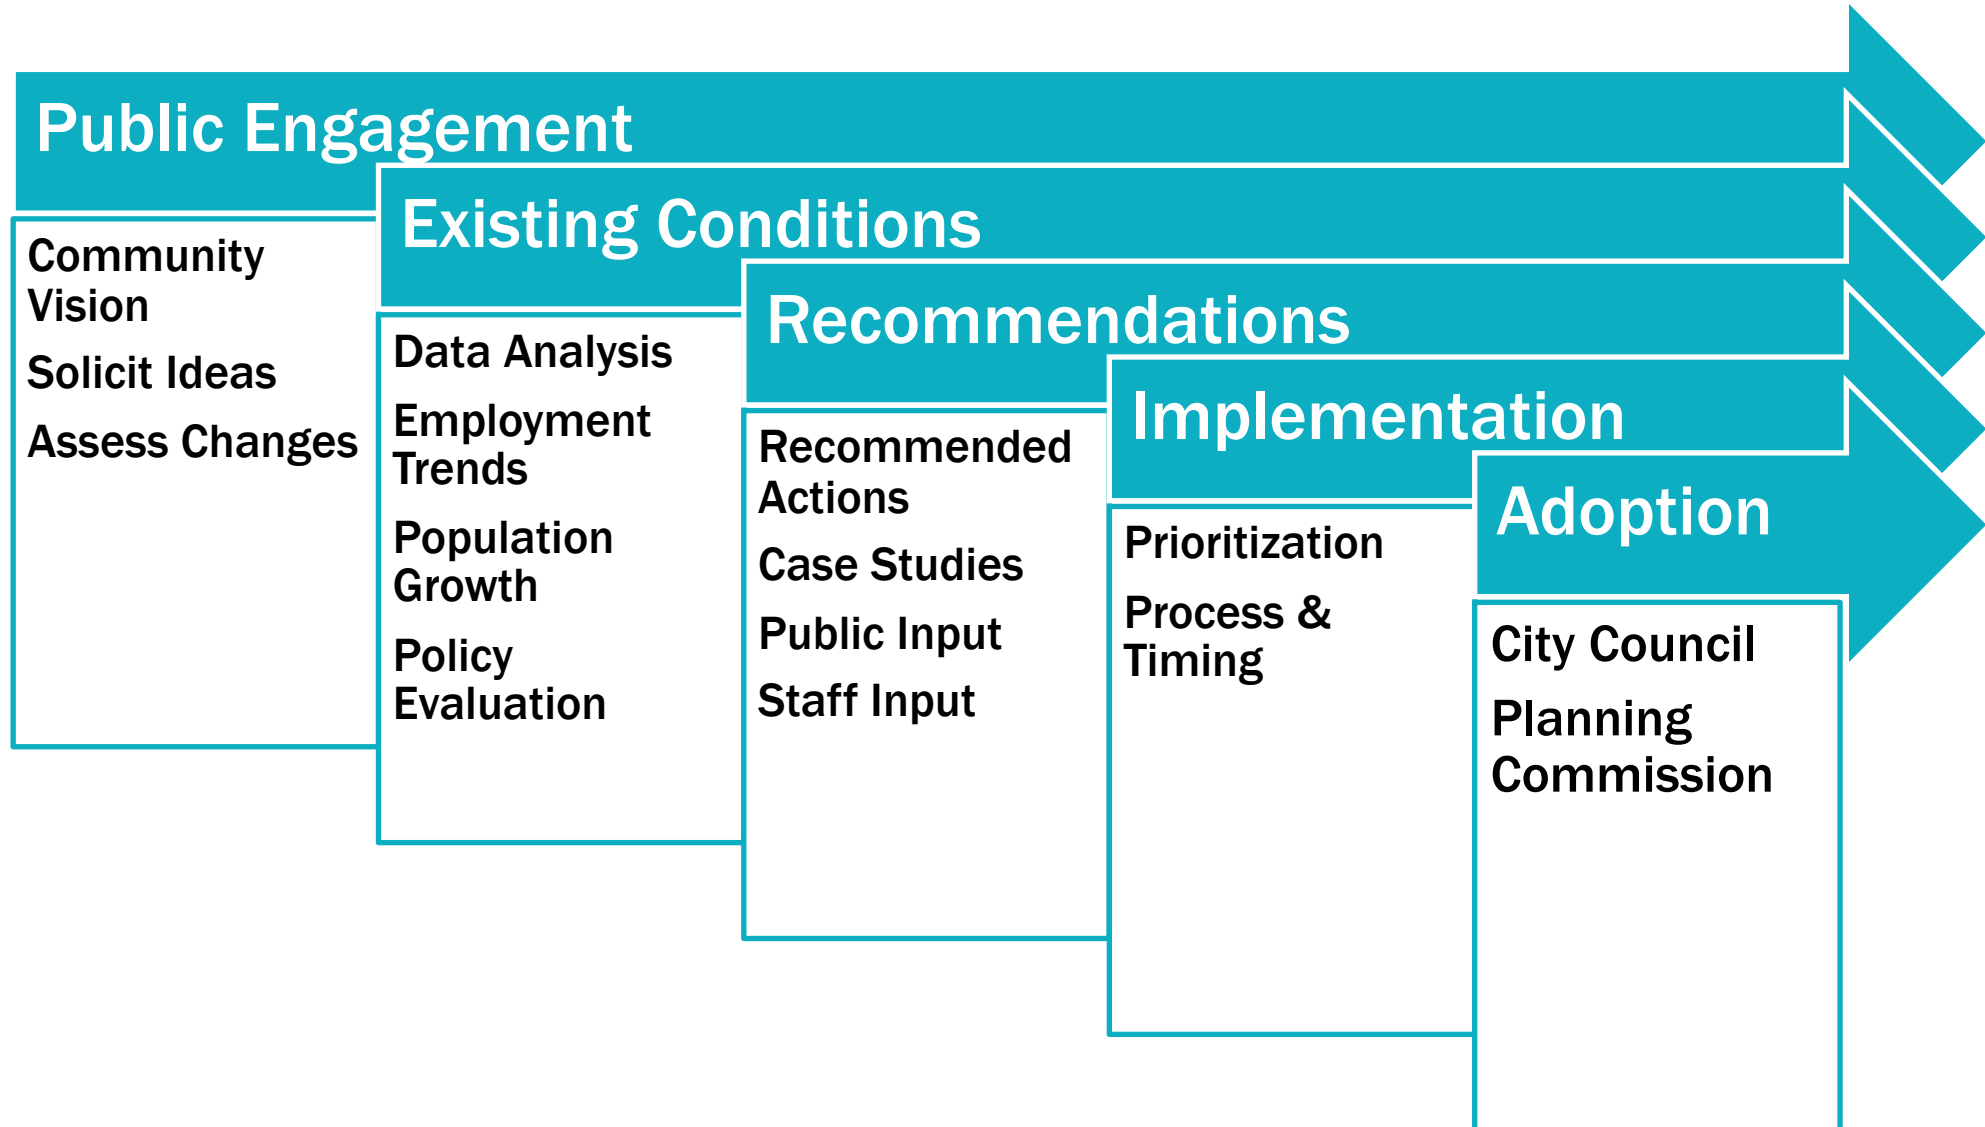 Public Engagement
Community
Vision
Solicit Ideas
Assess Changes
Existing Conditions
Data Analysis
Employment
Trends
Population
Growth
Policy
Evaluation
Recommendations
Recommended
Actions
Case Studies
Public Input
Staff Input
Implementation
Prioritization
Process &
Timing
Adoption
City Council
Planning
Commission